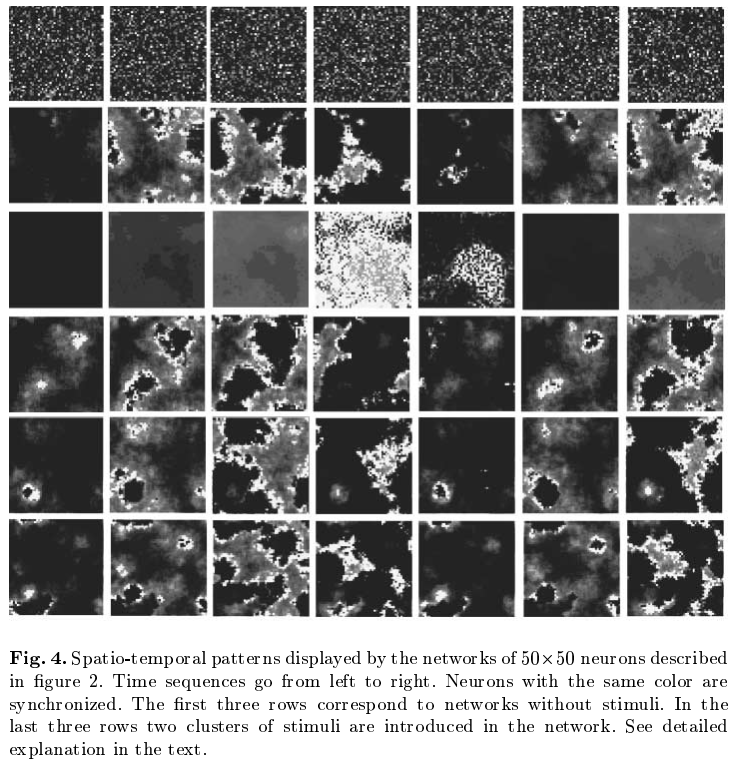 Fig. 4. Spatio-temporal patterns displayed by the networks of 50×50 neurons described
in figure 2. Time sequences go from left to right. Neurons with the same color are
synchronized. The first three rows correspond to networks without stimuli. In the
last three rows two clusters of stimuli are introduced in the network. See detailed
explanation in the text.